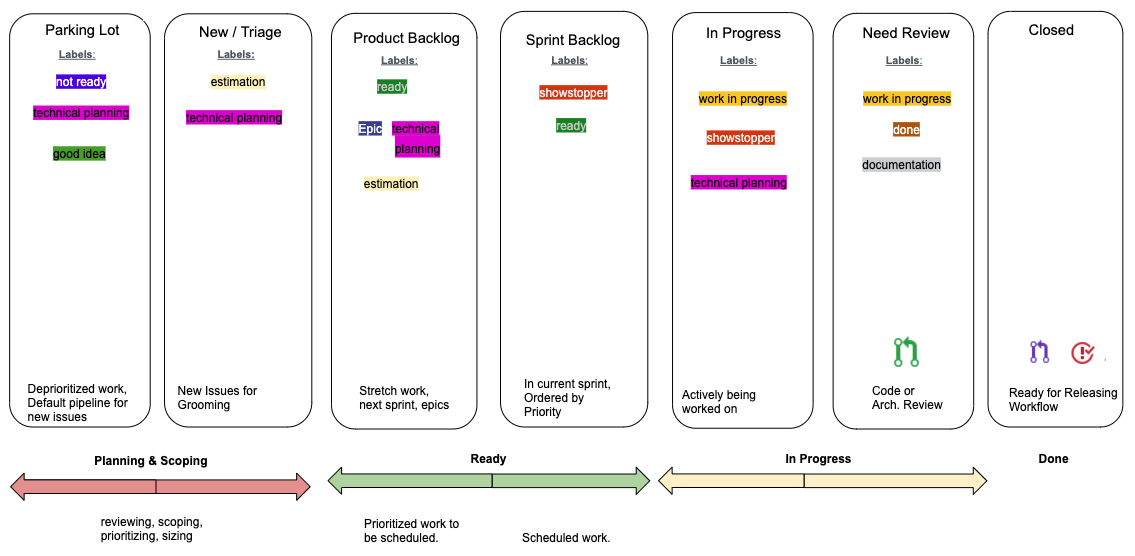 Parking Lot
Labels:
not ready
technical planning
good idea
Deprioritized work,
Default pipeline for
new issues
New / Triage
Labels:
estimation
technical planning
New Issues for
Grooming
Product Backlog
Labels:
ready
Epic technical
planning
estimation
Stretch work,
next sprint, epics
Sprint Backlog
Labels:
showstopper
ready
In current sprint,
Ordered by
Priority
In Progress
Labels:
work in progress
showstopper
technical planning
Actively being
worked on
Need Review
Labels:
work in progress
done
documentation
Code or
Arch. Review
Closed
Ready for Releasing
Workflow
Planning & Scoping
reviewing, scoping,
prioritizing, sizing
Ready
Prioritized work to
be scheduled.
Scheduled work.
In Progress
Done